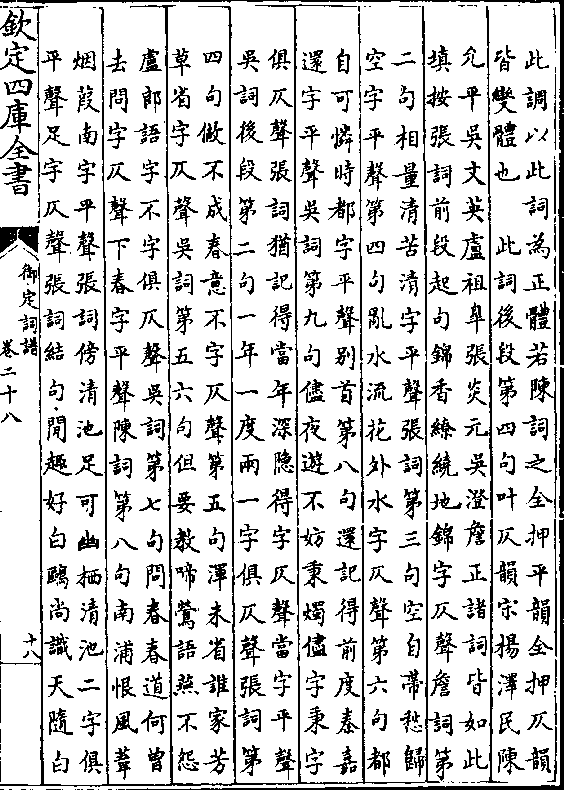 此調以此詞為正體若陳詞之全押平韻全押仄韻
皆變體也　此詞後段第四句叶仄韻宋楊澤民陳
允平吳文英盧祖皐張炎元吳澄詹正諸詞皆如此
填按張詞前段起句錦香繚繞地錦字仄聲詹詞第
二句相量清苦清字平聲張詞第三句空自帶愁歸
空字平聲第四句亂水流花外水字仄聲第六句都
自可憐時都字平聲别首第八句還記得前度秦嘉
還字平聲吳詞第九句儘夜遊不妨秉燭儘字秉字
俱仄聲張詞猶記得當年深隐得字仄聲當字平聲
吳詞後段第二句一年一度兩一字俱仄聲張詞第
四句做不成春意不字仄聲第五句渾未省誰家芳
草省字仄聲吳詞第五六句但要教啼鶯語燕不怨
盧郎語字不字俱仄聲吳詞第七句問春春道何曾
去問字仄聲下春字平聲陳詞第八句南浦恨風葦
烟葭南字平聲張詞傍清池足可幽栖清池二字俱
平聲足字仄聲張詞結句閒趣好白鷗尚識天隨白
欽定四庫全書
御定詞譜
卷二十八
十八